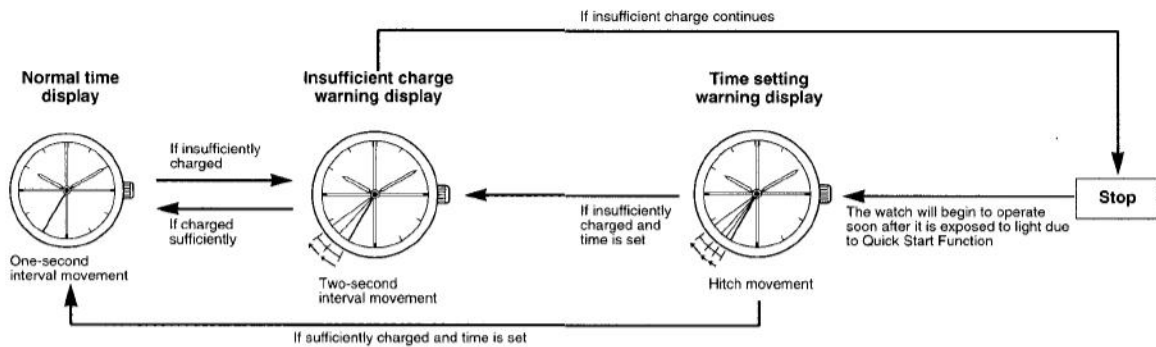 If insufficient charge continues
Normal time
display
Insufficient charge
warning display
Time setting
warning display
If insufficiently
charged
If charged
sufficiently
If insufficiently
charged and
time is set
Stop
The watch will begin to operate
soon after it is exposed to light due
to Quick Start Function
One-second
interval movement
Two-second
interval movement
Hitch movement
If sufficiently charged and time is set